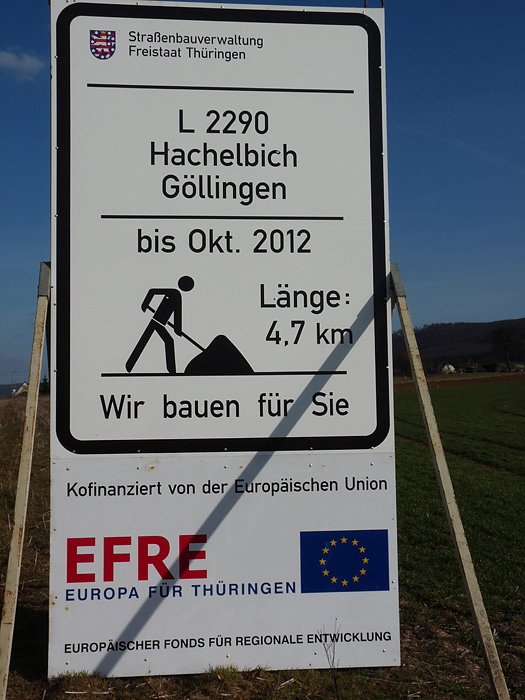 Straßenbauverwaltung
Freistaat Thüringen
L 2290
Hachelbich
Göllingen
bis Okt. 2012
Länge:
4,7 km
Wir bauen für Sie
Kofinanziert von der Europäischen Union
EFRE
EUROPA FÜR THÜRINGEN
EUROPÄISCHER FONDS FÜR REGIONALE ENTWICKLUNG